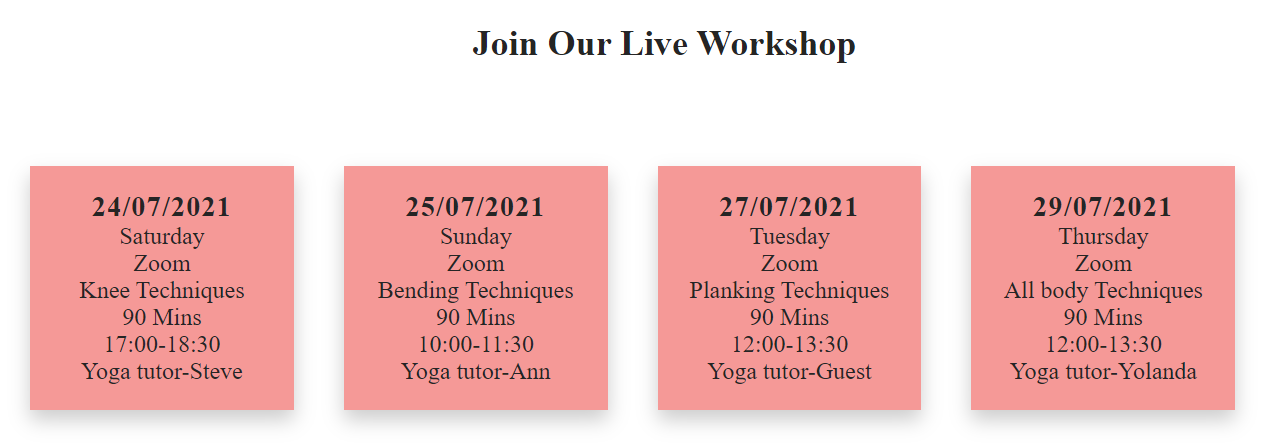 Join Our Live Workshop
24/07/2021
Saturday
Zoom
Knee Techniques
90 Mins
17:00-18:30
Yoga tutor-Steve
25/07/2021
Sunday
Zoom
Bending Techniques
90 Mins
10:00-11:30
Yoga tutor-Ann
27/07/2021
Tuesday
Zoom
Planking Techniques
90 Mins
12:00-13:30
Yoga tutor-Guest
29/07/2021
Thursday
Zoom
All body Techniques
90 Mins
12:00-13:30
Yoga tutor-Yolanda